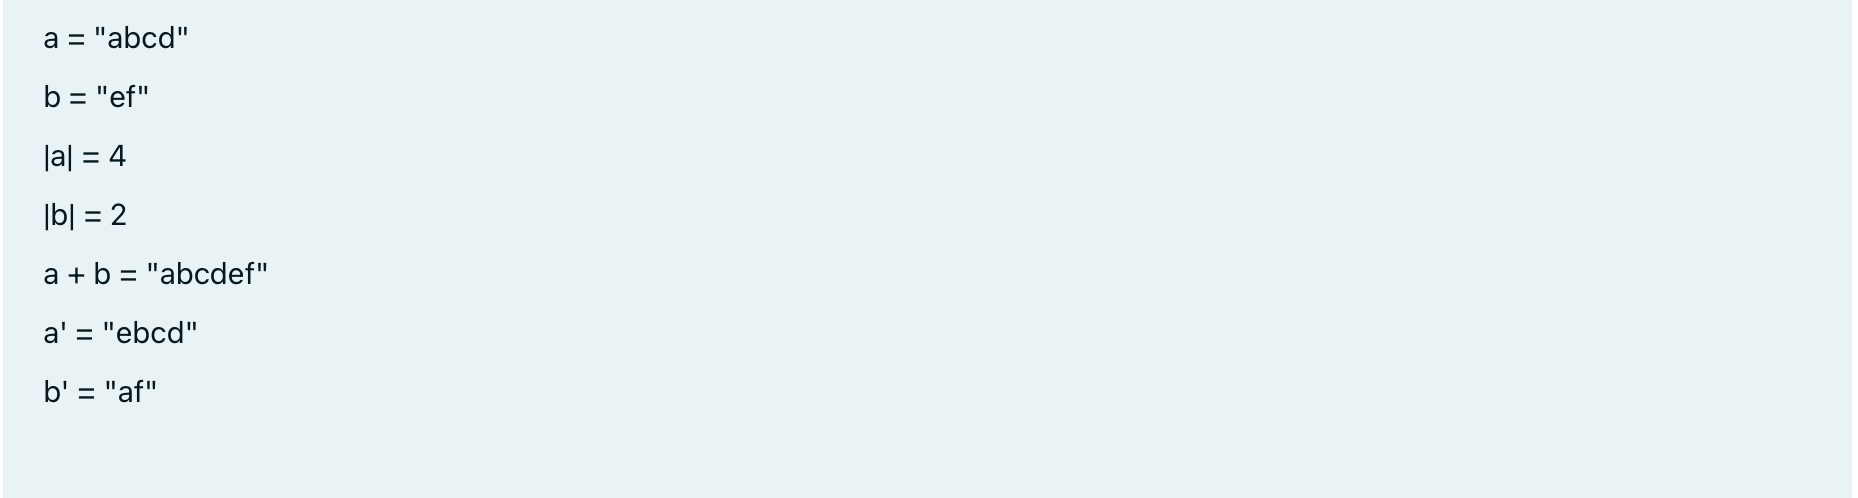 a = "abcd"
b = "ef"
|a| = 4
|b| = 2
a + b = "abcdef"
a' = "ebcd"
b' = "af"